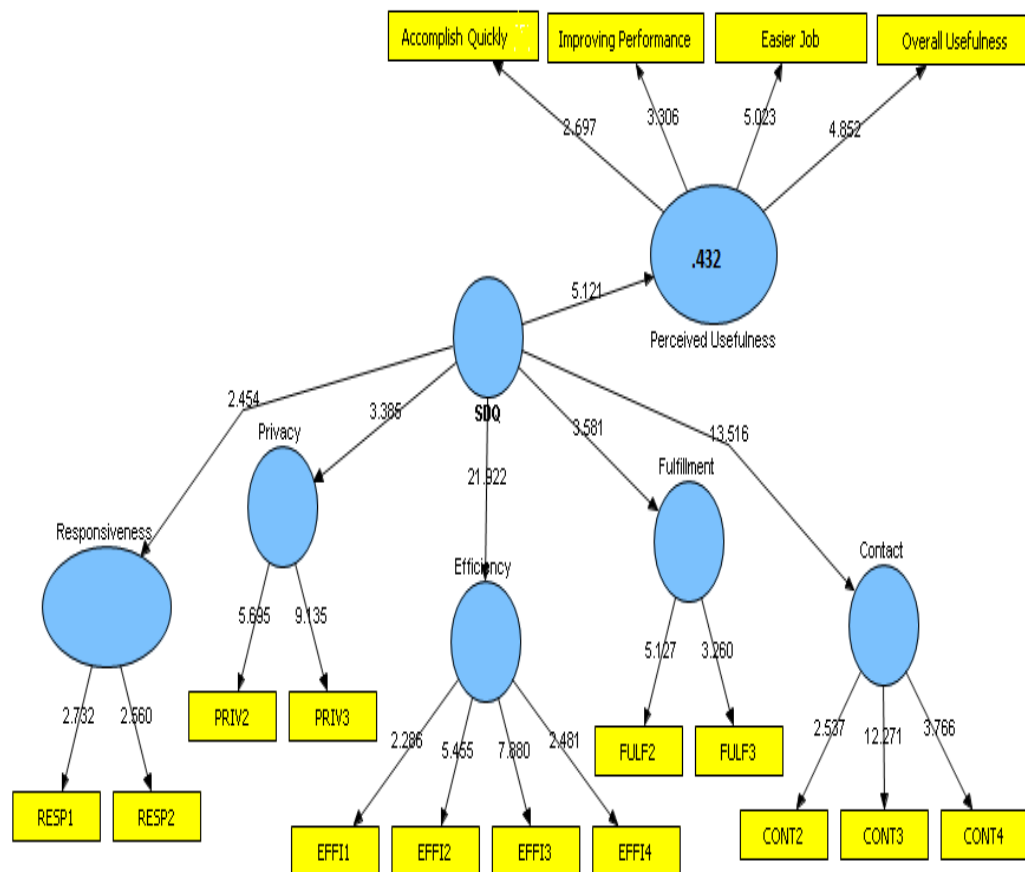 Accomplish Quickly
Improving Performance
Easier Job
Overall Usefulness
2.697
3.306
5.023
4.852
.432
5.121
Perceived Usefulness
2.454
3.385
SDQ
3.581
13.516
Privacy
21.922
Fulfillment
Responsiveness
Efficiency
Contact
5.695
9.135
5.127
3.260
2.732
2.560
PRIV2
PRIV3
2.286
5.455
7.880
2.481
FULF2
FULF3
2.537
12.271
3.766
RESP1
RESP2
EFFI1
EFFI2
EFFI3
EFFI4
CONT2
CONT3
CONT4